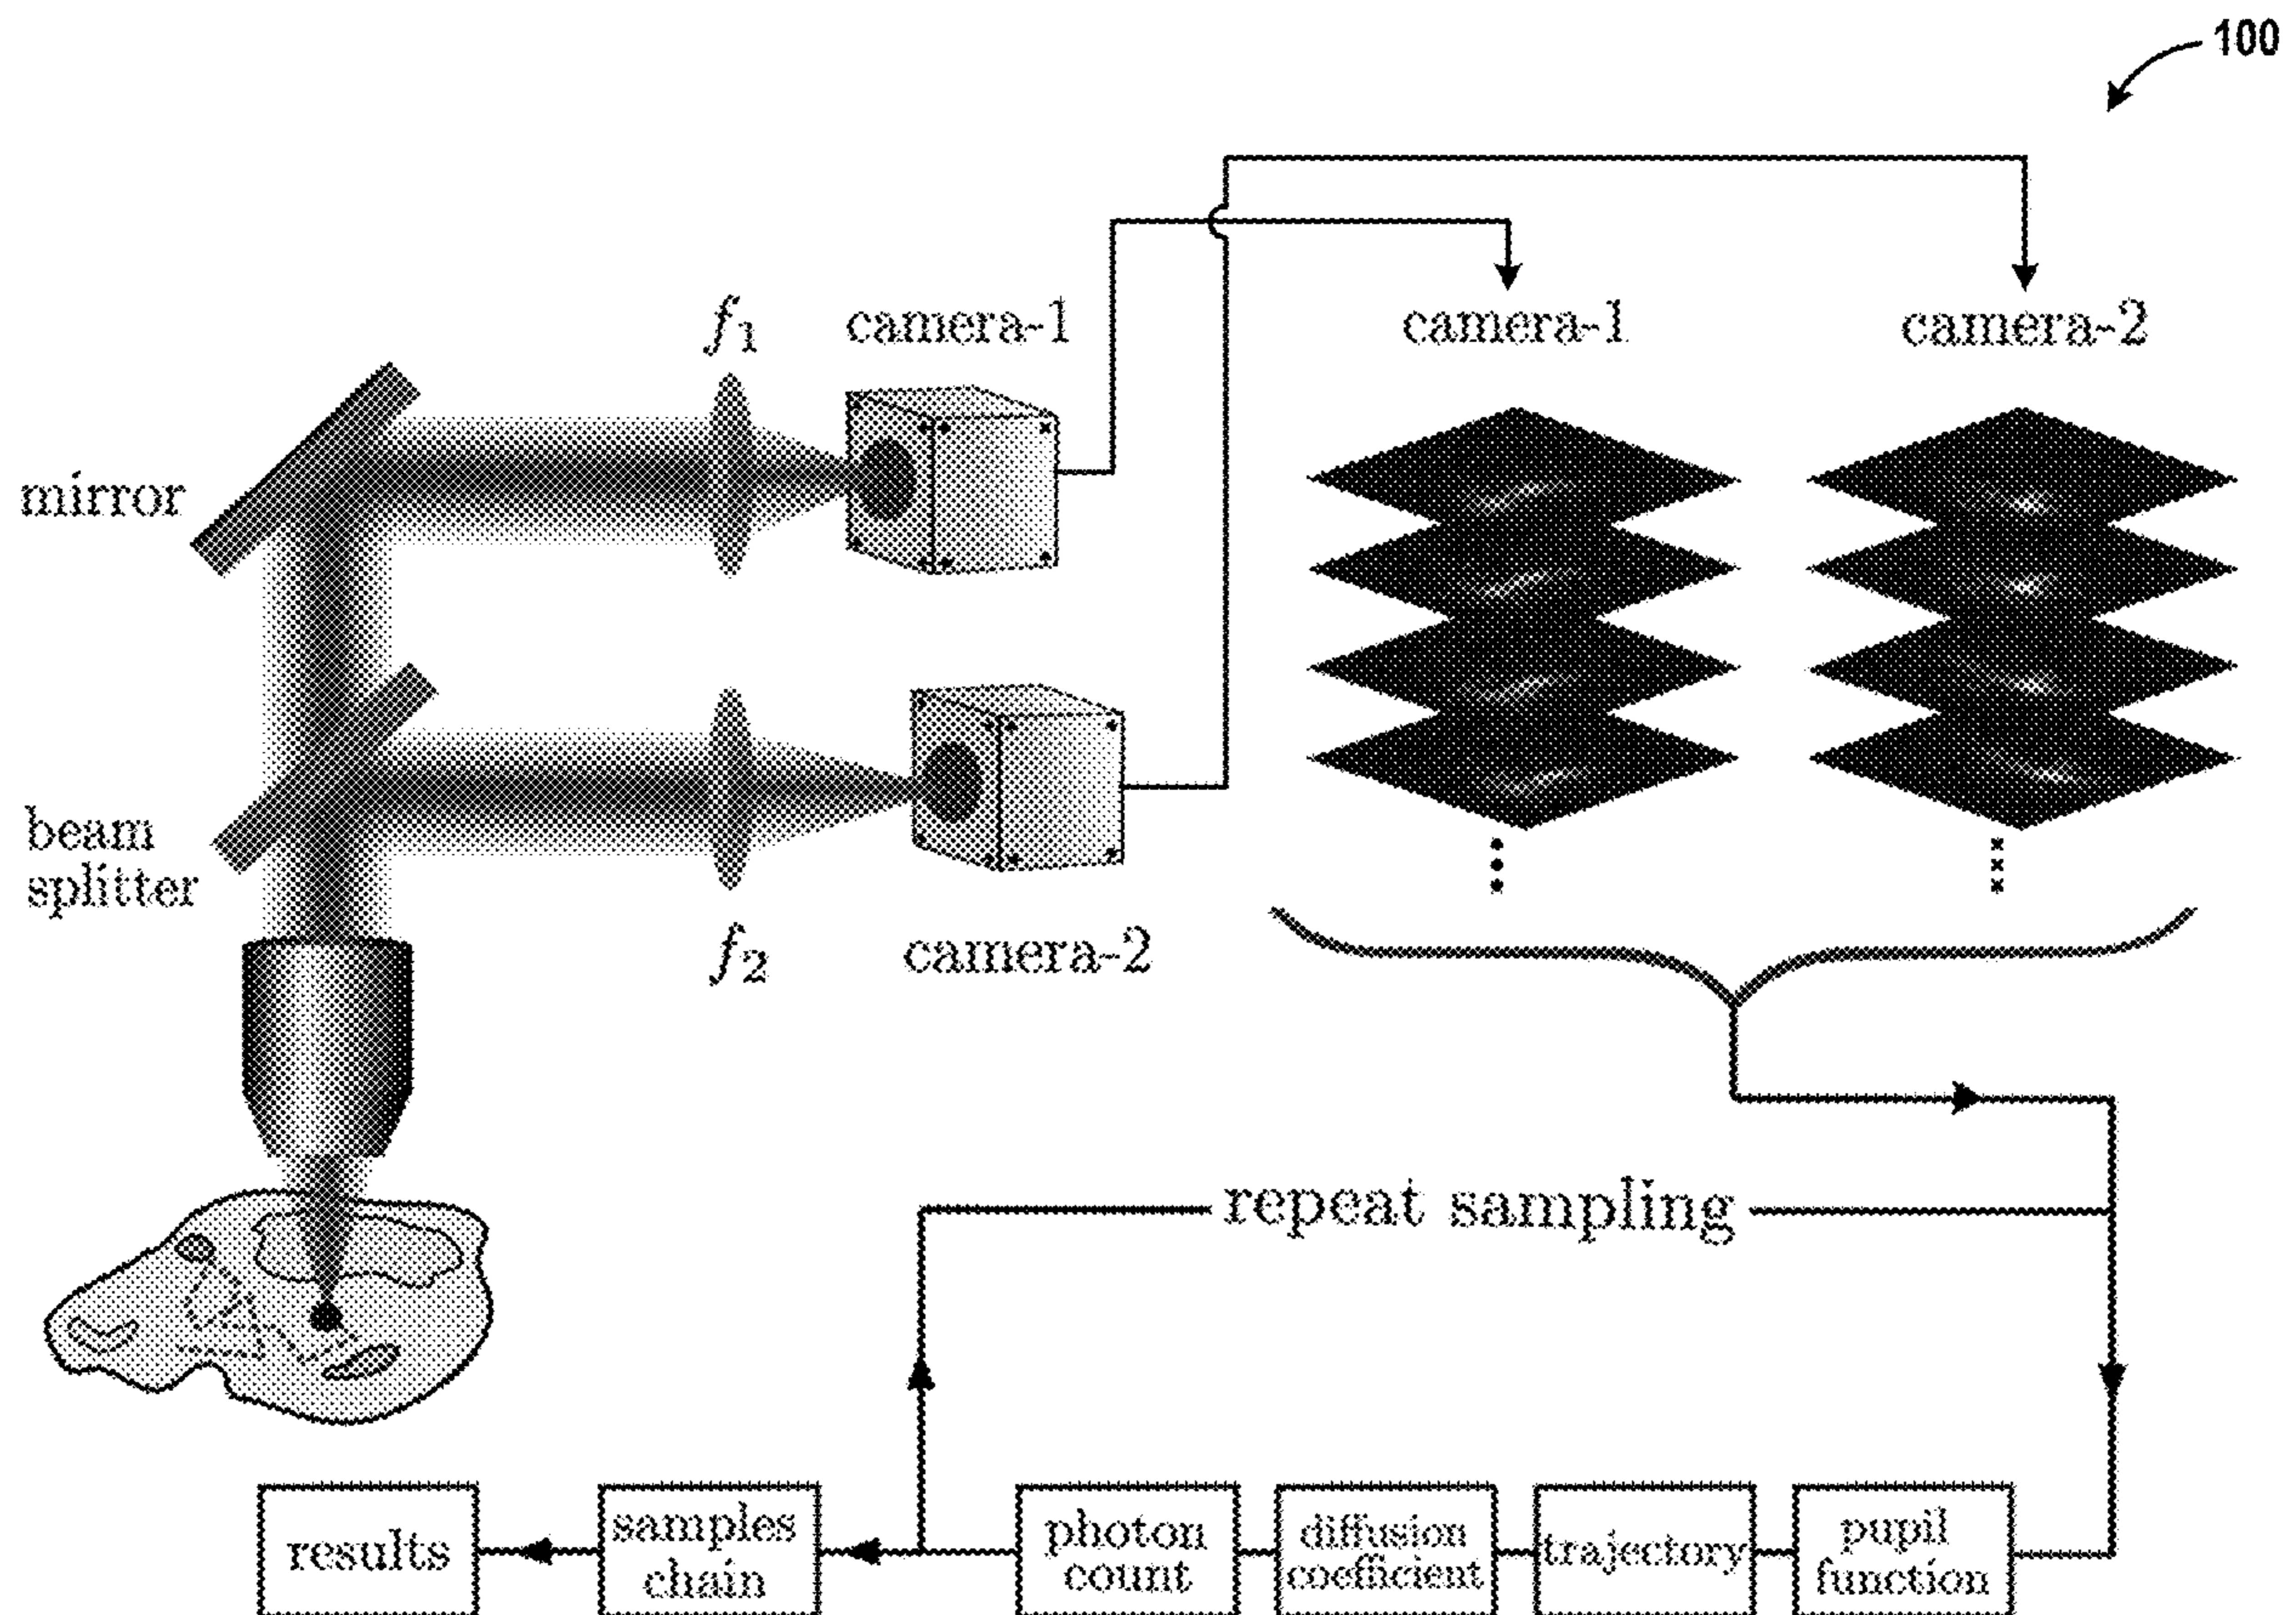 100
f1
camera-1
camera-1
camera-2
mirror
beam
splitter
f2
camera-2
repeat sampling
results
samples
chain
photon
count
diffusion
coefficient
trajectory
pupil
function